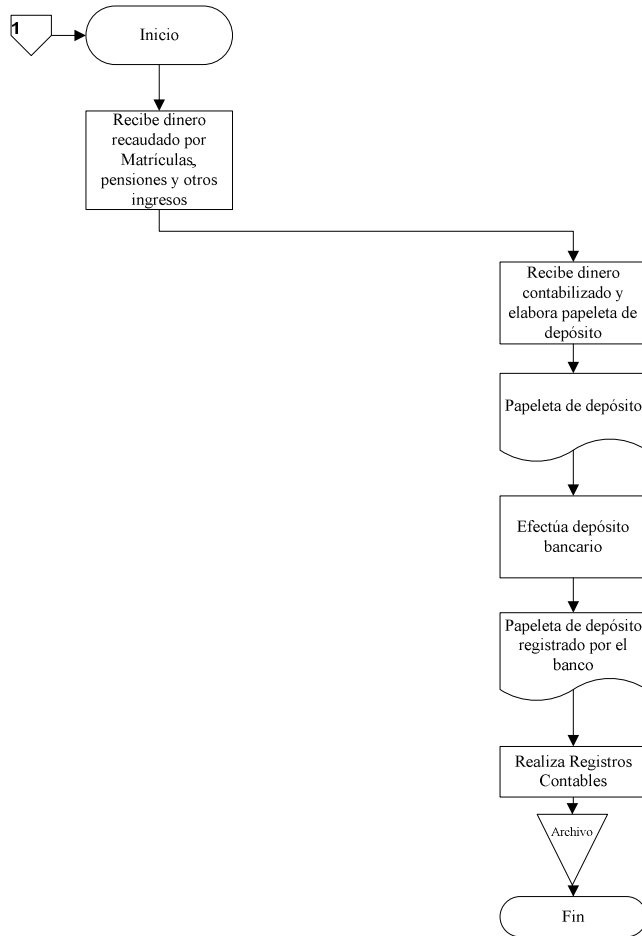 1
Inicio
Recibe dinero
recaudado por
Matrículas,
pensiones y otros
ingresos
Recibe dinero
contabilizado y
elabora papeleta de
depósito
Papeleta de depósito
Efectúa depósito
bancario
Papeleta de depósito
registrado por el
banco
Realiza Registros
Contables
Archivo
Fin